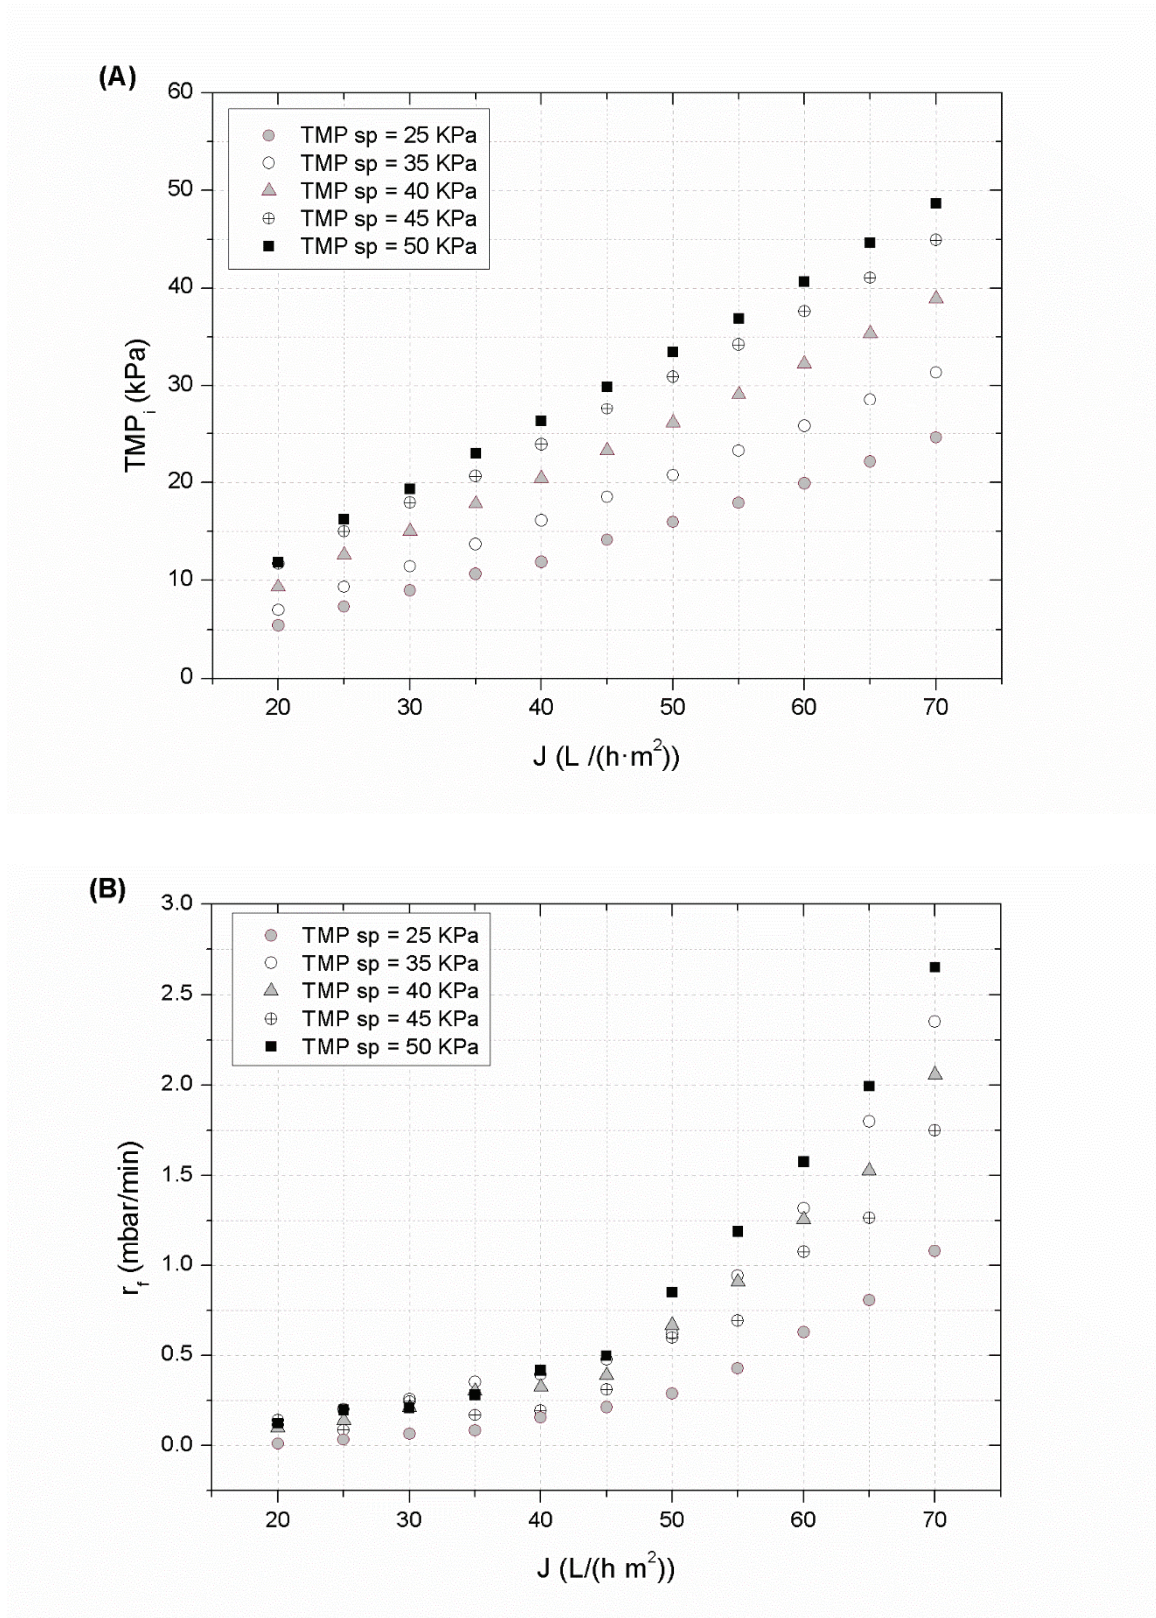 (A)
60
50
40
30
20
10
0
TMP sp = 25 KPa
TMP sp = 35 KPa
TMP sp = 40 KPa
TMP sp = 45 KPa
TMP sp = 50 KPa
TMPi (kPa)
20 30 40 50 60 70
J (L /(h·m²))
(B)
3.0
2.5
2.0
1.5
1.0
0.5
0.0
TMP sp = 25 KPa
TMP sp = 35 KPa
TMP sp = 40 KPa
TMP sp = 45 KPa
TMP sp = 50 KPa
rf (mbar/min)
20 30 40 50 60 70
J (L/(h m²))